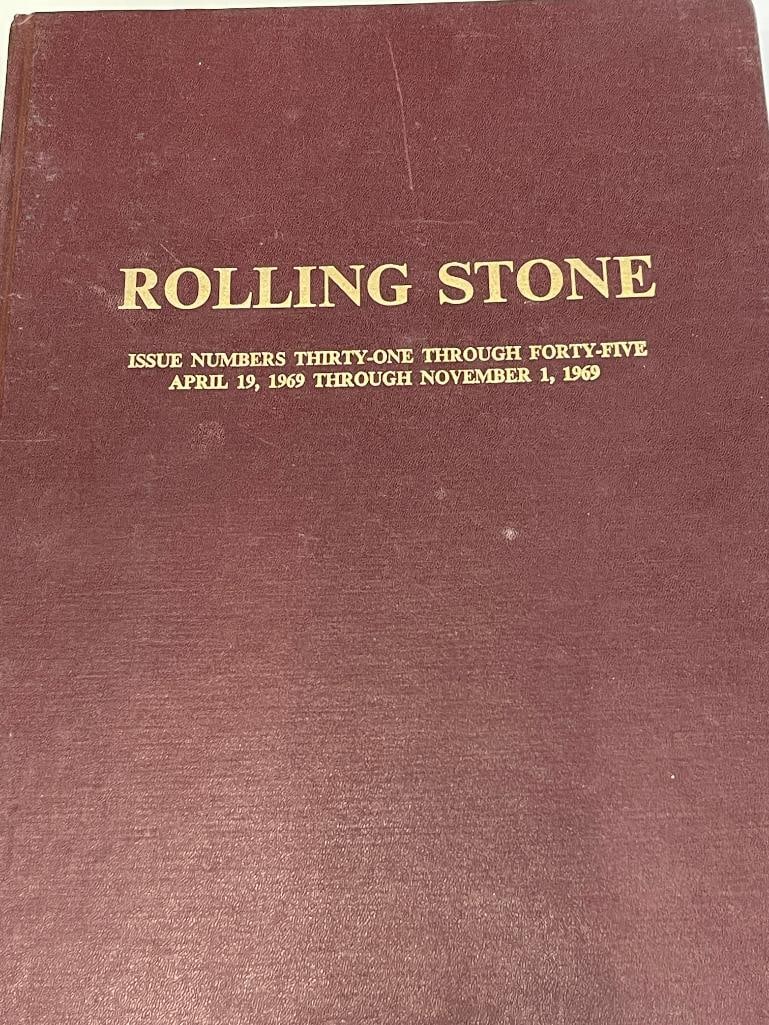 ROLLING STONE
ISSUE NUMBERS THIRTY-ONE THROUGH FORTY-FIVE
APRIL 19, 1969 THROUGH NOVEMBER 1, 1969